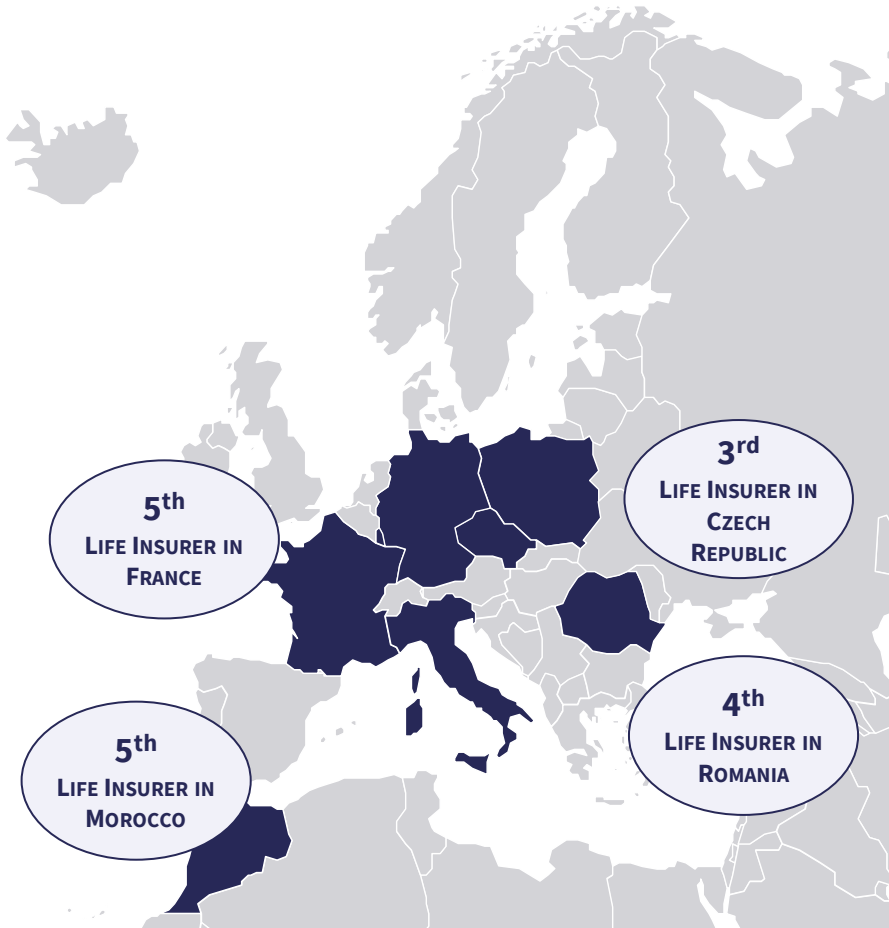 3rd
Life Insurer in
Czech
Republic
5th
Life Insurer in
France
4th
Life Insurer in
Romania
5th
Life Insurer in
Morocco